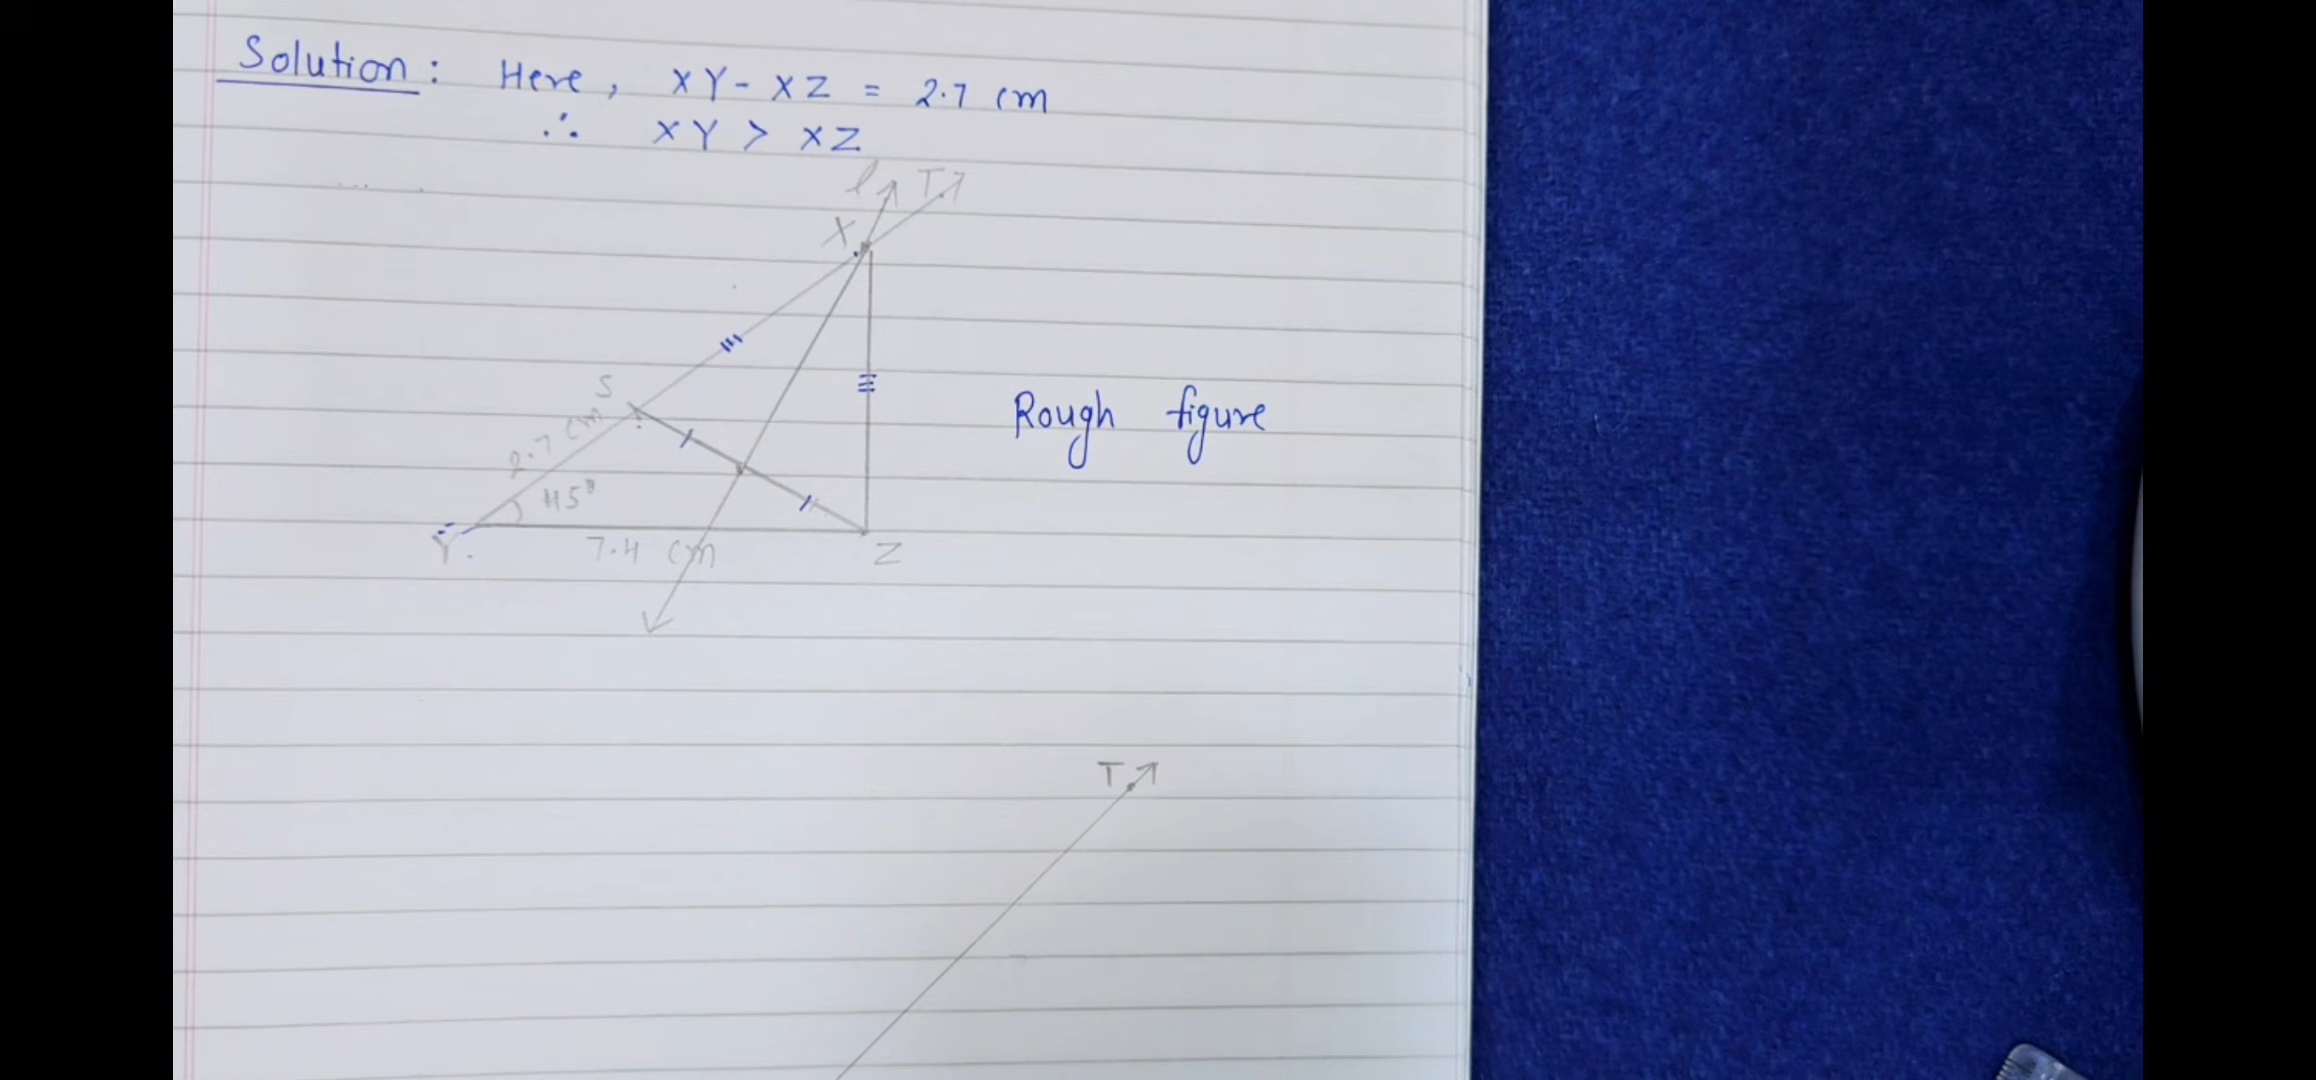 Solution : Here, XY - XZ = 2.7 cm
∴ XY > XZ
l T
X
S
2.7 cm
45°
Y 7.4 cm Z
Rough figure
T